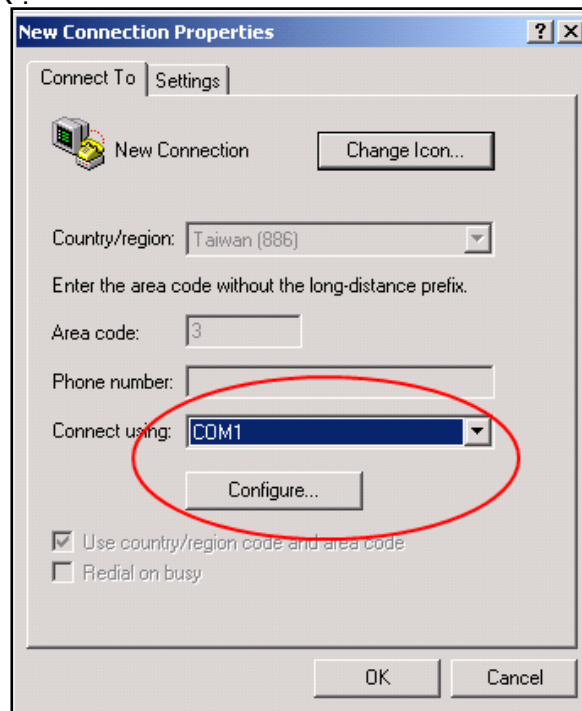 New Connection Properties
Connect To Settings
New Connection Change Icon...
Country/region: Taiwan (886)
Enter the area code without the long-distance prefix.
Area code: 3
Phone number:
Connect using: COM1
Configure...
Use country/region code and area code
Redial on busy
OK Cancel